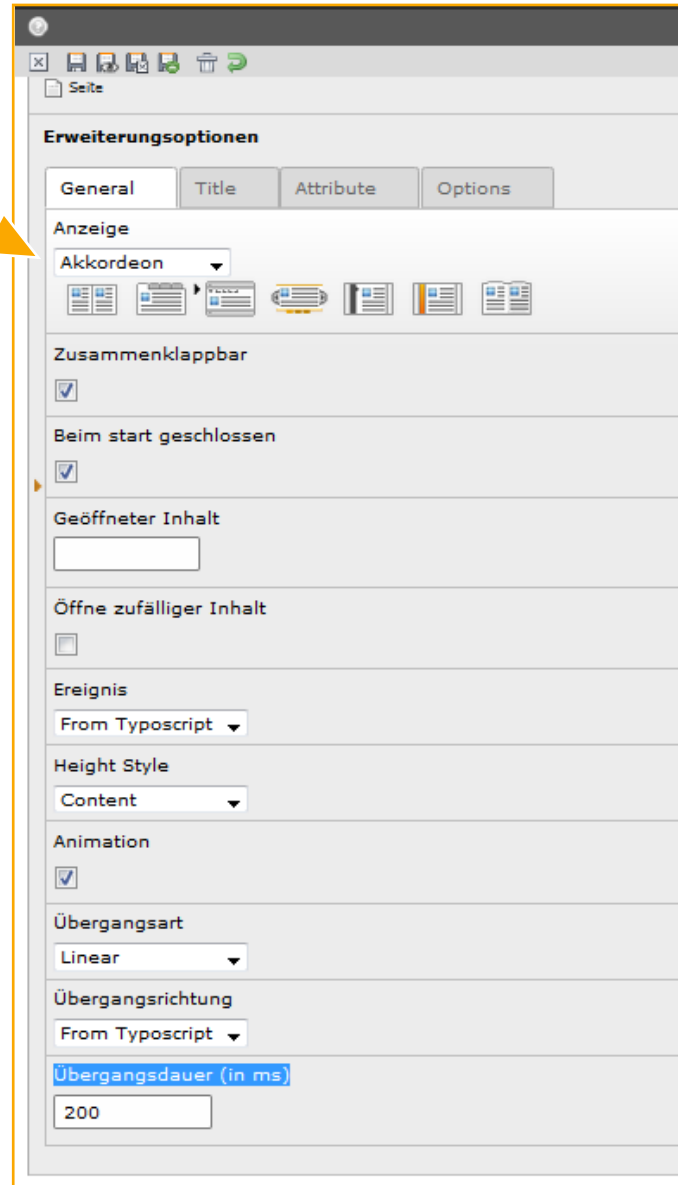 Seite
Erweiterungsoptionen
General Title Attribute Options
Anzeige
Akkordeon
Zusammenklappbar
Beim start geschlossen
Geöffneter Inhalt
Öffne zufälliger Inhalt
Ereignis
From Typoscript
Height Style
Content
Animation
Übergangsart
Linear
Übergangsrichtung
From Typoscript
Übergangsdauer (in ms)
200